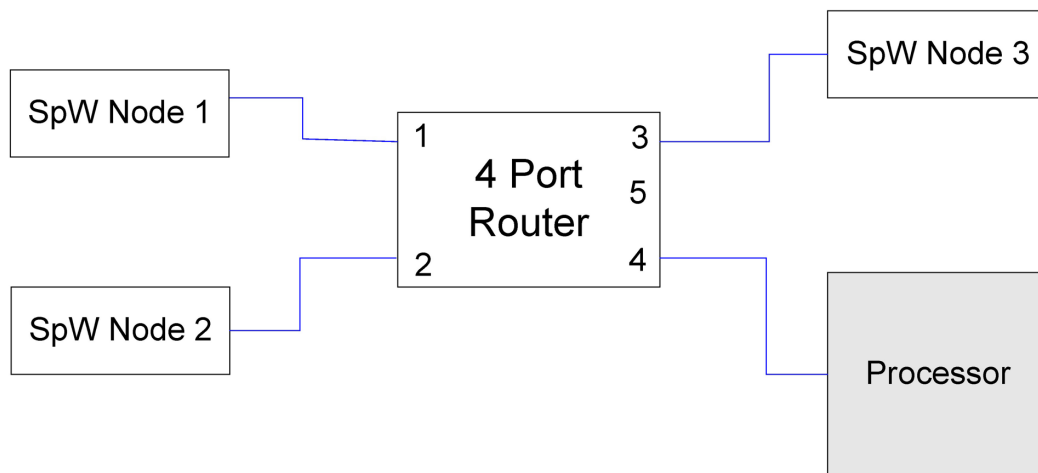 SpW Node 3
SpW Node 1
1
3
4 Port
Router
5
2
4
SpW Node 2
Processor